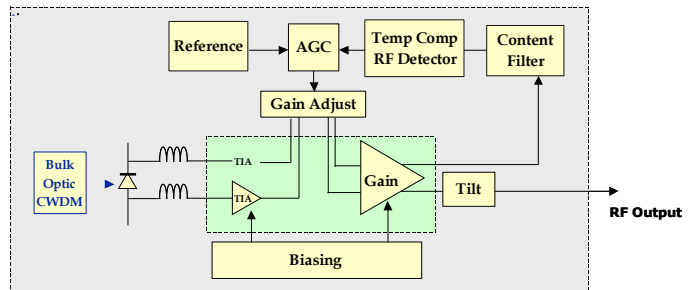 Reference
AGC
Temp Comp
RF Detector
Content
Filter
Gain Adjust
Bulk
Optic
CWDM
TIA
TIA
Gain
Tilt
RF Output
Biasing